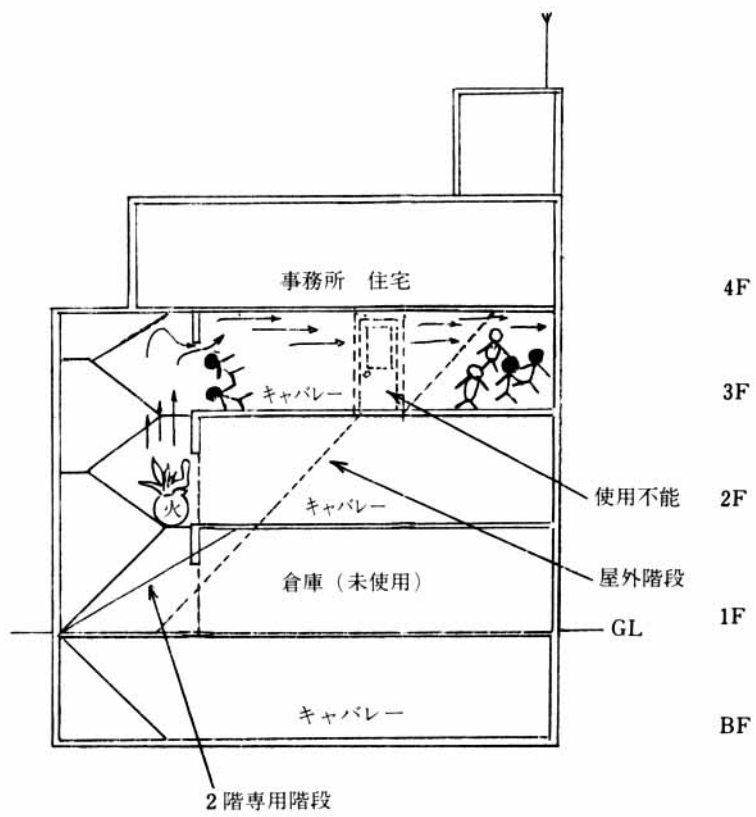 事務所 住宅
4F
キャバレー
3F
使用不能
火
キャバレー
2F
屋外階段
倉庫(未使用)
1F
GL
キャバレー
BF
2階専用階段